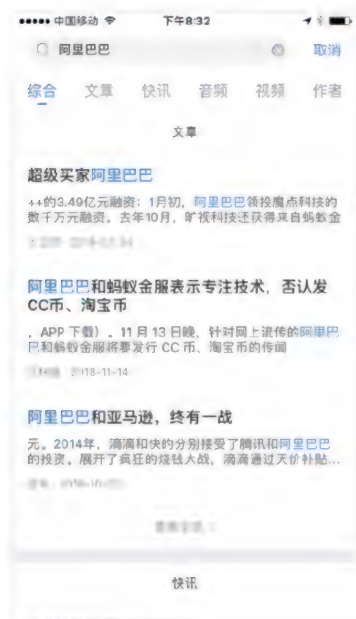 中国移动 下午8:32
阿里巴巴 取消
综合 文章 快讯 音频 视频 作者
文章
超级买家阿里巴巴
++的3.49亿元融资；1月初，阿里巴巴领投魔点科技的
数千万元融资，去年10月，旷视科技还获得来自蚂蚁金
阿里巴巴和蚂蚁金服表示专注技术，否认发
CC币、淘宝币
，APP 下载）。11 月 13 日晚，针对网上流传的阿里巴
巴和蚂蚁金服将要发行 CC 币、淘宝币的传闻
2018-11-14
阿里巴巴和亚马逊，终有一战
元。2014年，滴滴和快的分别接受了腾讯和阿里巴巴
的投资。展开了疯狂的烧钱大战，滴滴通过天价补贴...
快讯